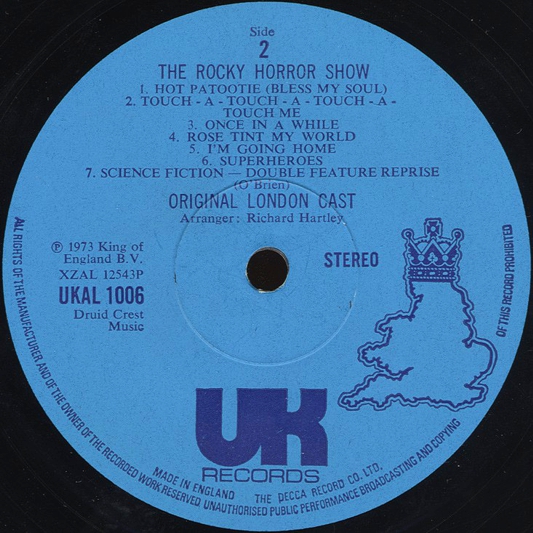 Side
2
THE ROCKY HORROR SHOW
1. HOT PATOOTIE (BLESS MY SOUL)
2. TOUCH - A - TOUCH - A - TOUCH - A -
TOUCH ME
3. ONCE IN A WHILE
4. ROSE TINT MY WORLD
5. I'M GOING HOME
6. SUPERHEROES
7. SCIENCE FICTION — DOUBLE FEATURE REPRISE
(O'Brien)
ORIGINAL LONDON CAST
Arranger: Richard Hartley
℗ 1973 King of
England B.V.
XZAL 12543P
UKAL 1006
Druid Crest
Music
STEREO
UK
RECORDS
MADE IN ENGLAND THE DECCA RECORD CO. LTD.
ALL RIGHTS OF THE MANUFACTURER AND OF THE OWNER OF THE RECORDED WORK RESERVED. UNAUTHORISED PUBLIC PERFORMANCE BROADCASTING AND COPYING OF THIS RECORD PROHIBITED